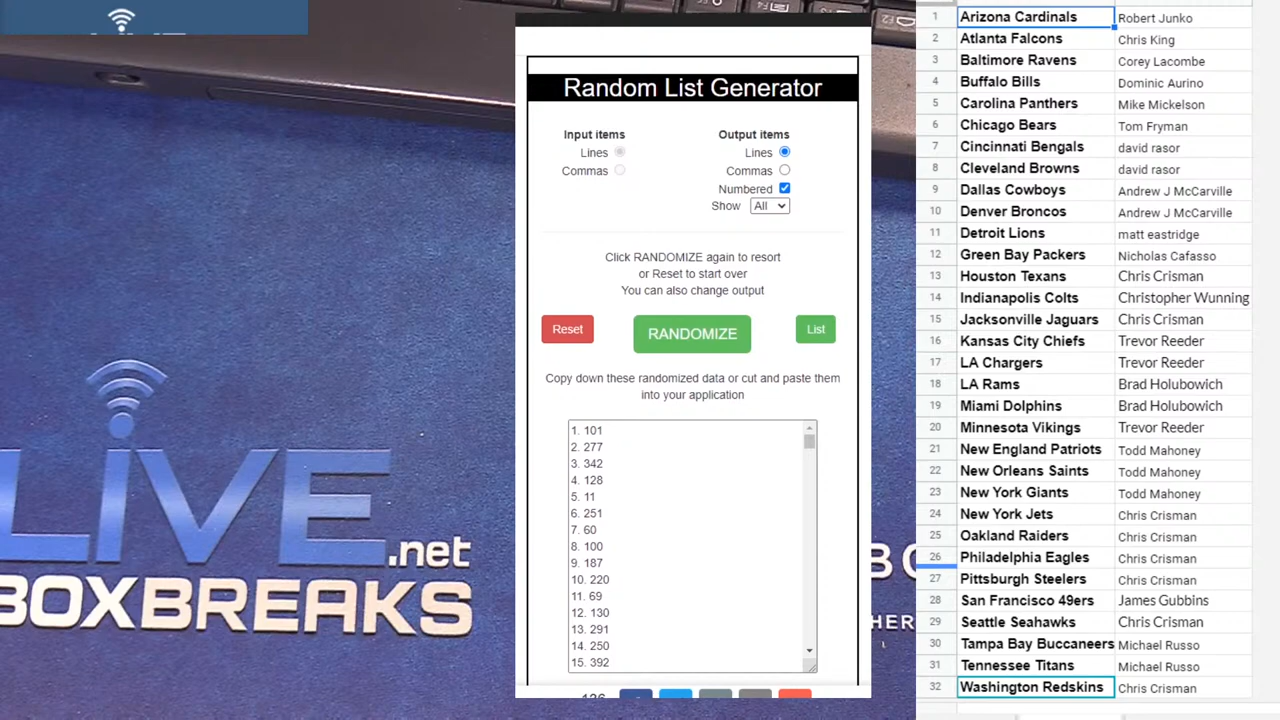 LIVE
Random List Generator
Input items
Lines
Commas
Output items
Lines
Commas
Numbered
Show All
Click RANDOMIZE again to resort
or Reset to start over
You can also change output
Reset
RANDOMIZE
List
Copy down these randomized data or cut and paste them
into your application
1. 101
2. 277
3. 342
4. 128
5. 11
6. 251
7. 60
8. 100
9. 187
10. 220
11. 69
12. 130
13. 291
14. 250
15. 392
LIVE.net
BOXBREAKS
1 Arizona Cardinals Robert Junko
2 Atlanta Falcons Chris King
3 Baltimore Ravens Corey Lacombe
4 Buffalo Bills Dominic Aurino
5 Carolina Panthers Mike Mickelson
6 Chicago Bears Tom Fryman
7 Cincinnati Bengals david rasor
8 Cleveland Browns david rasor
9 Dallas Cowboys Andrew J McCarville
10 Denver Broncos Andrew J McCarville
11 Detroit Lions matt eastridge
12 Green Bay Packers Nicholas Cafasso
13 Houston Texans Chris Crisman
14 Indianapolis Colts Christopher Wunning
15 Jacksonville Jaguars Chris Crisman
16 Kansas City Chiefs Trevor Reeder
17 LA Chargers Trevor Reeder
18 LA Rams Brad Holubowich
19 Miami Dolphins Brad Holubowich
20 Minnesota Vikings Trevor Reeder
21 New England Patriots Todd Mahoney
22 New Orleans Saints Todd Mahoney
23 New York Giants Todd Mahoney
24 New York Jets Chris Crisman
25 Oakland Raiders Chris Crisman
26 Philadelphia Eagles Chris Crisman
27 Pittsburgh Steelers Chris Crisman
28 San Francisco 49ers James Gubbins
29 Seattle Seahawks Chris Crisman
30 Tampa Bay Buccaneers Michael Russo
31 Tennessee Titans Michael Russo
32 Washington Redskins Chris Crisman